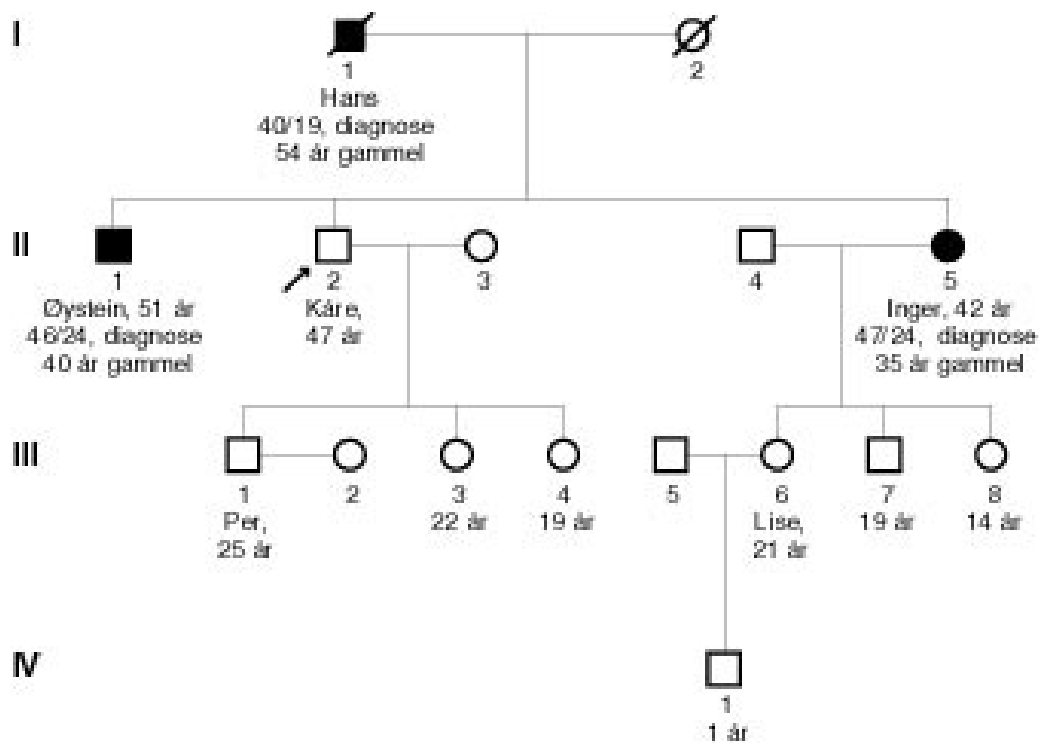 I
1
2
Hans
40/19, diagnose
54 år gammel
II
1
2
3
4
5
Øystein, 51 år
46/24, diagnose
40 år gammel
Kåre,
47 år
Inger, 42 år
47/24, diagnose
35 år gammel
III
1
2
3
4
5
6
7
8
Per,
25 år
22 år
19 år
Lise,
21 år
19 år
14 år
IV
1
1 år